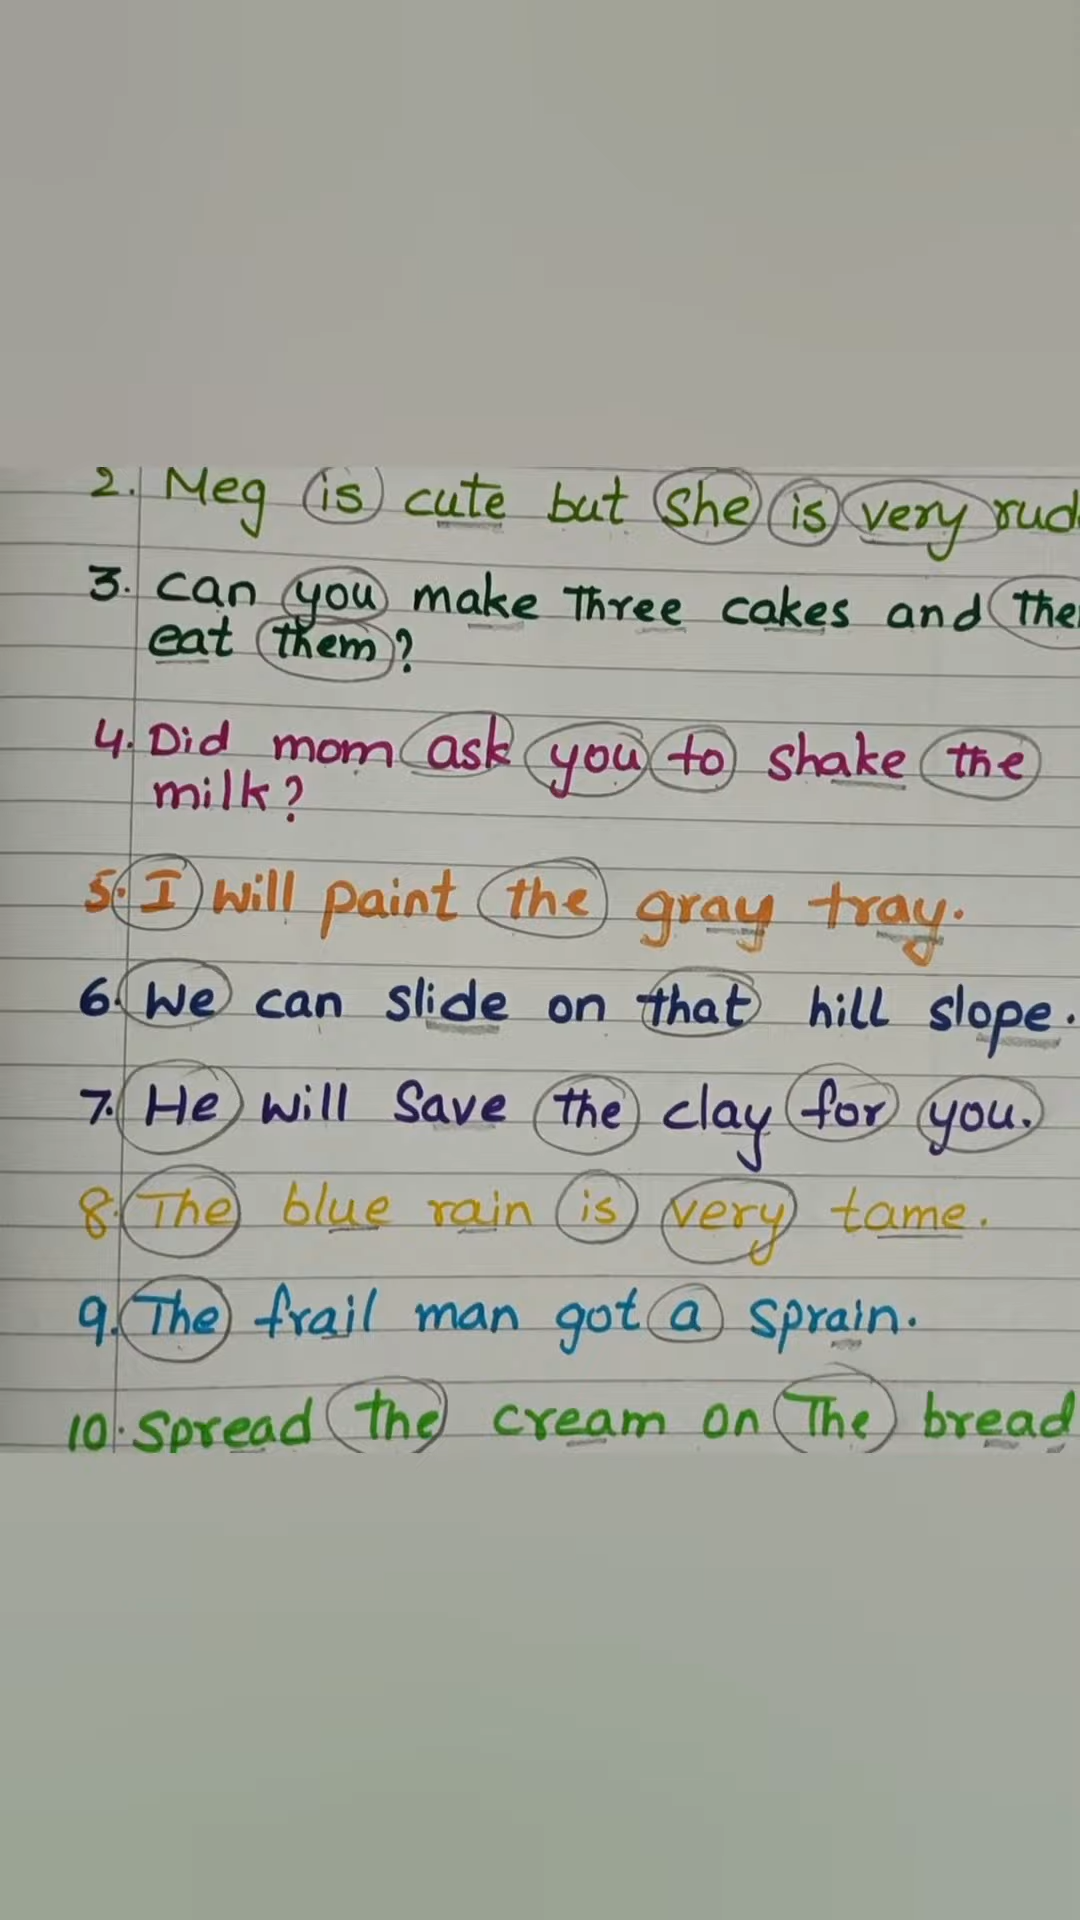 2. Meg is cute but she is very rud
3. can you make three cakes and the
eat them?
4. Did mom ask you to shake the
milk?
5. I will paint the gray tray.
6. We can slide on that hill slope.
7. He will save the clay for you.
8. The blue rain is very tame.
9. The frail man got a sprain.
10. Spread the cream on The bread